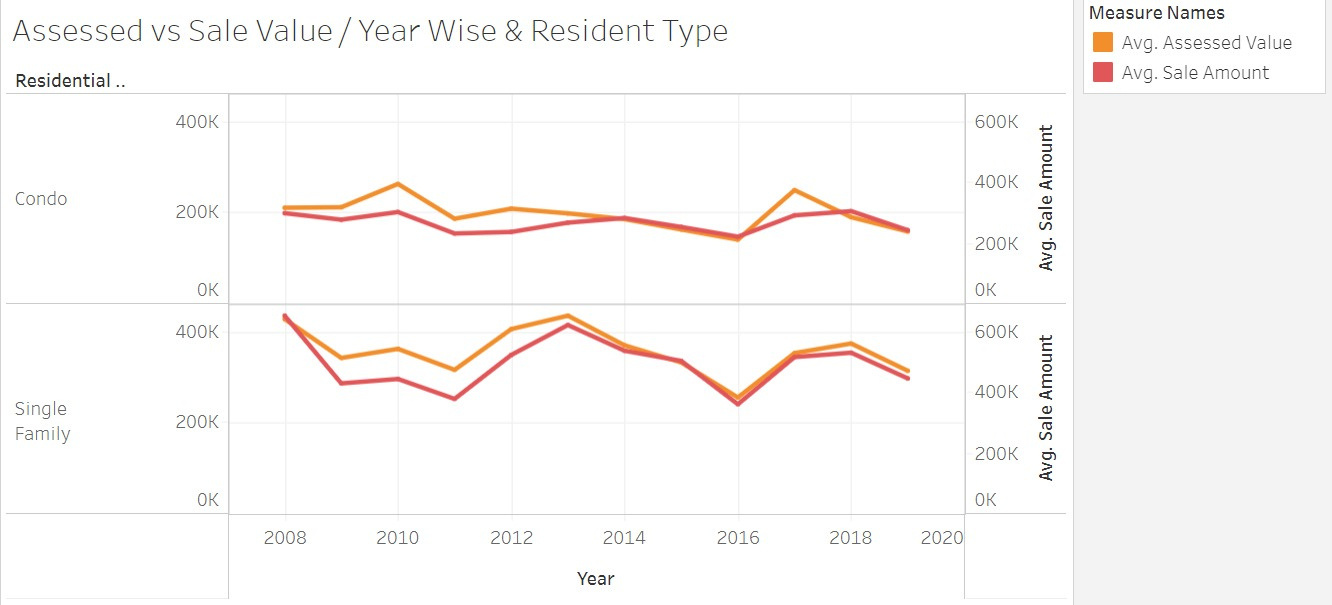 Assessed vs Sale Value / Year Wise & Resident Type
Measure Names
Avg. Assessed Value
Avg. Sale Amount
Residential ..
Condo
400K
200K
0K
600K
400K
200K
0K
Avg. Sale Amount
Single
Family
400K
200K
0K
600K
400K
200K
0K
Avg. Sale Amount
2008 2010 2012 2014 2016 2018 2020
Year